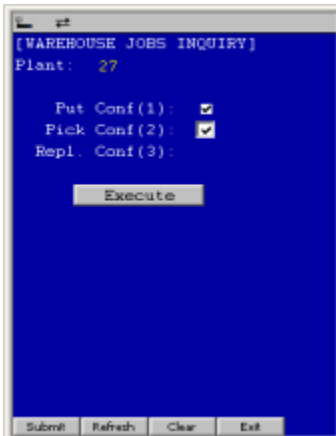 [WAREHOUSE JOBS INQUIRY]
Plant: 27
Put Conf(1):
Pick Conf(2):
Repl. Conf(3):
Execute
Submit Refresh Clear Exit